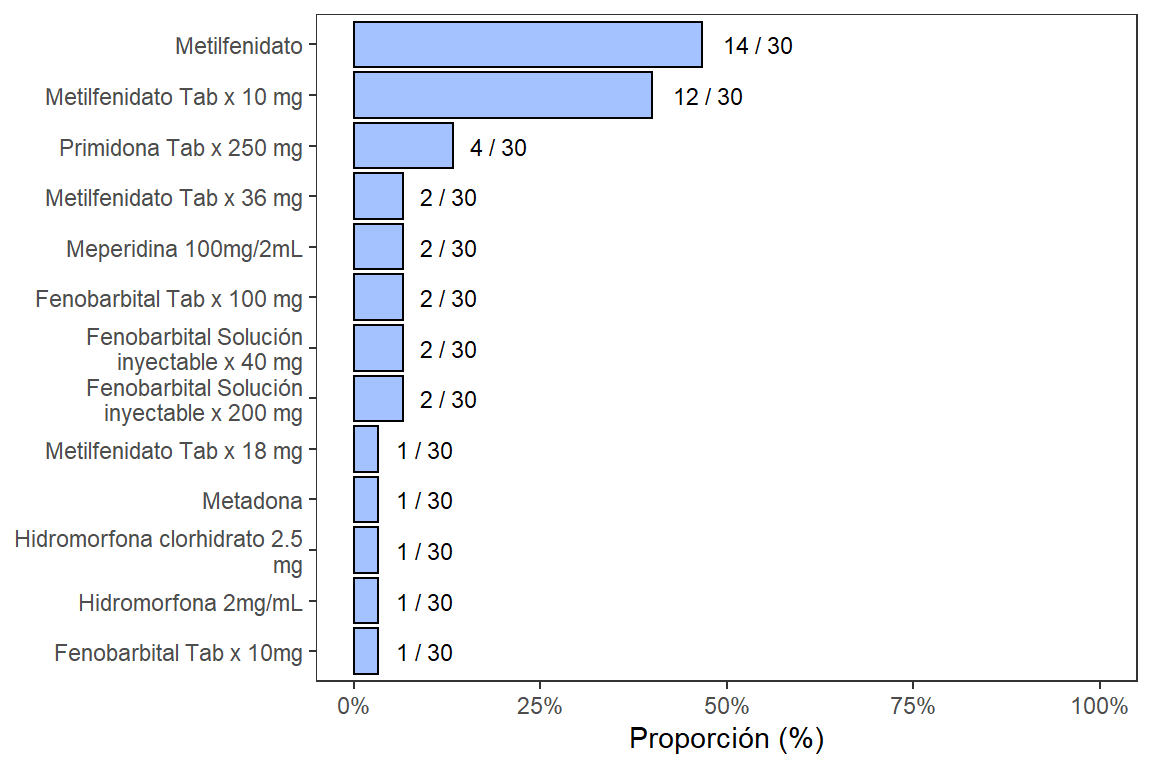 Metilfenidato
14 / 30
Metilfenidato Tab x 10 mg
12 / 30
Primidona Tab x 250 mg
4 / 30
Metilfenidato Tab x 36 mg
2 / 30
Meperidina 100mg/2mL
2 / 30
Fenobarbital Tab x 100 mg
2 / 30
Fenobarbital Solución
inyectable x 40 mg
2 / 30
Fenobarbital Solución
inyectable x 200 mg
2 / 30
Metilfenidato Tab x 18 mg
1 / 30
Metadona
1 / 30
Hidromorfona clorhidrato 2.5
mg
1 / 30
Hidromorfona 2mg/mL
1 / 30
Fenobarbital Tab x 10mg
1 / 30
0%
25%
50%
75%
100%
Proporción (%)